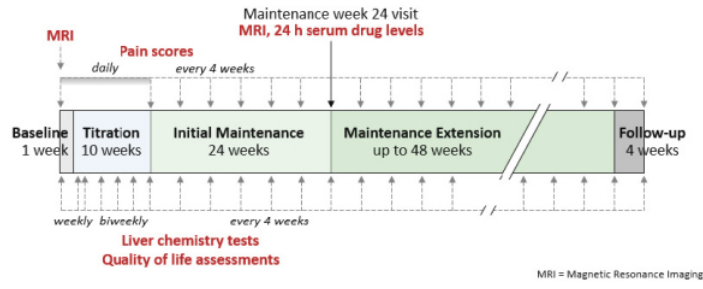 Maintenance week 24 visit
MRI
MRI, 24 h serum drug levels
Pain scores
daily
every 4 weeks
Baseline
1 week
Titration
10 weeks
Initial Maintenance
24 weeks
Maintenance Extension
up to 48 weeks
Follow-up
4 weeks
weekly
biweekly
every 4 weeks
Liver chemistry tests
Quality of life assessments
MRI = Magnetic Resonance Imaging